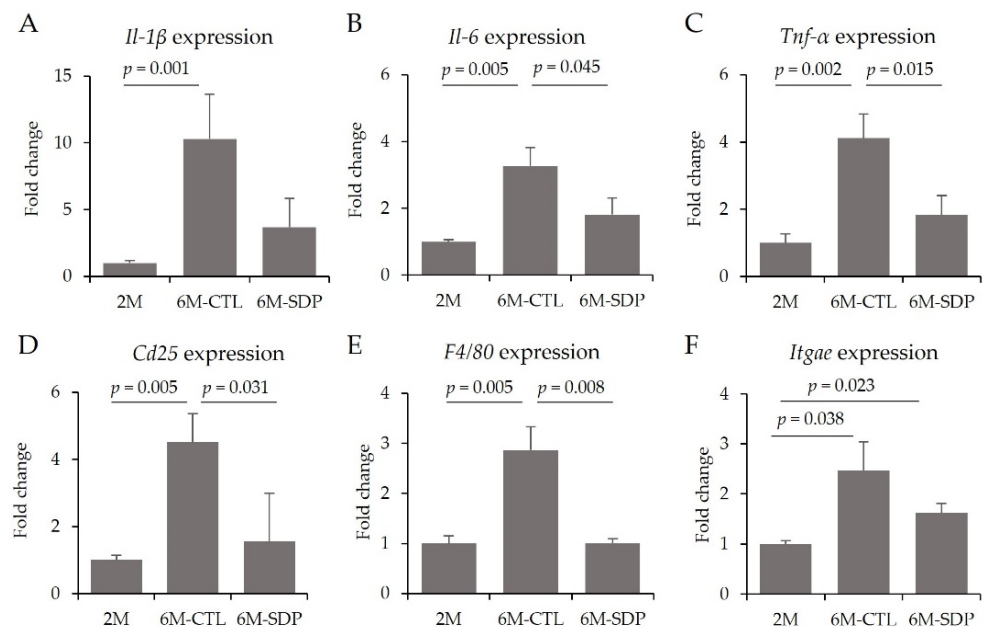 A
Il-1β expression
p = 0.001
15
10
5
0
Fold change
2M 6M-CTL 6M-SDP
B
Il-6 expression
p = 0.005 p = 0.045
6
4
2
0
Fold change
2M 6M-CTL 6M-SDP
C
Tnf-α expression
p = 0.002 p = 0.015
6
4
2
0
Fold change
2M 6M-CTL 6M-SDP
D
Cd25 expression
p = 0.005 p = 0.031
6
4
2
0
Fold change
2M 6M-CTL 6M-SDP
E
F4/80 expression
p = 0.005 p = 0.008
4
3
2
1
0
Fold change
2M 6M-CTL 6M-SDP
F
Itgae expression
p = 0.023
p = 0.038
4
3
2
1
0
Fold change
2M 6M-CTL 6M-SDP